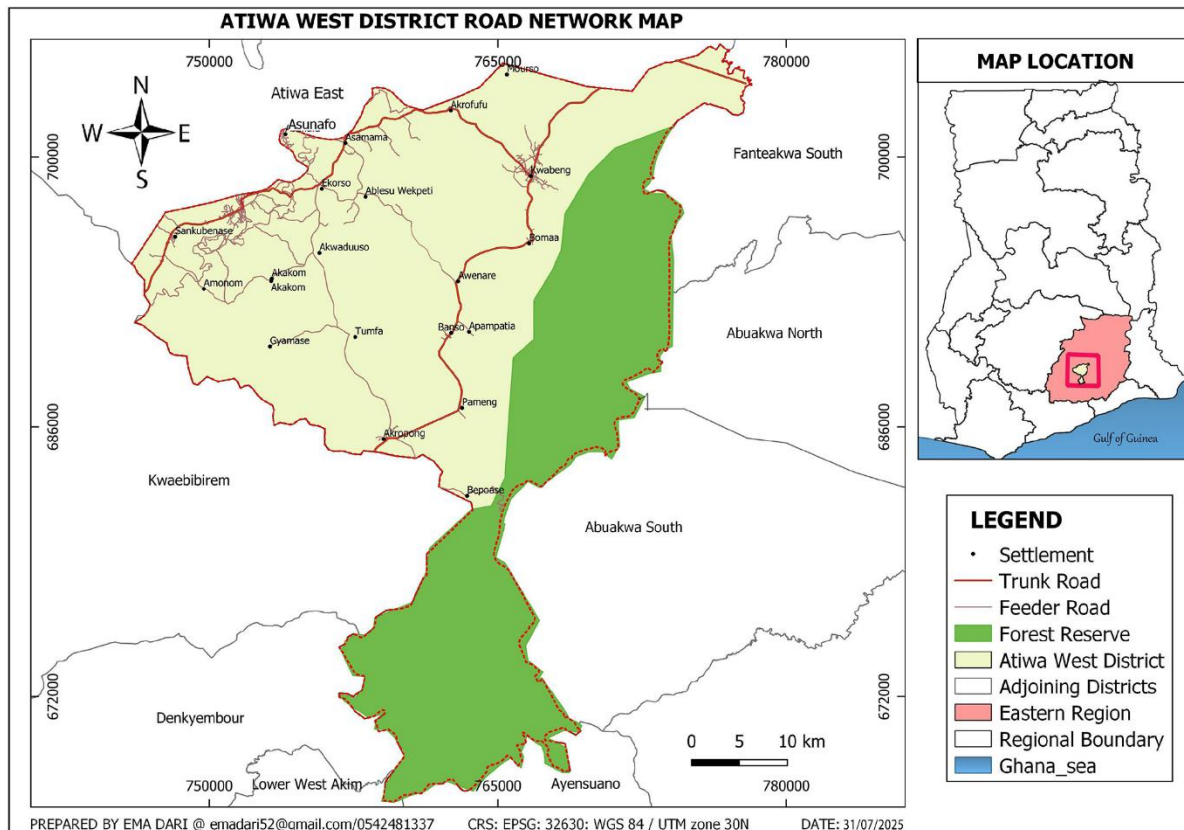 ATIWA WEST DISTRICT ROAD NETWORK MAP
750000
765000
780000
N
W
E
S
Atiwa East
Mourso
Akrofufu
Asunafo
Asamama
700000
700000
Fanteakwa South
Kwabeng
Ekorso
Ablesu Wekpeti
Sankubenase
Bomaa
Akwaduuso
Akakom
Akakom
Amonom
Awenare
Banso
Apampatia
Tumfa
Gyamase
Abuakwa North
Pameng
686000
686000
Akropong
Kwaebibirem
Bepoase
Abuakwa South
672000
672000
Denkyembour
0 5 10 km
Lower West Akim
Ayensuano
750000
765000
780000
PREPARED BY EMA DARI @ emadari52@gmail.com/0542481337
CRS: EPSG: 32630: WGS 84 / UTM zone 30N
DATE: 31/07/2025
MAP LOCATION
Gulf of Guinea
LEGEND
Settlement
Trunk Road
Feeder Road
Forest Reserve
Atiwa West District
Adjoining Districts
Eastern Region
Regional Boundary
Ghana_sea